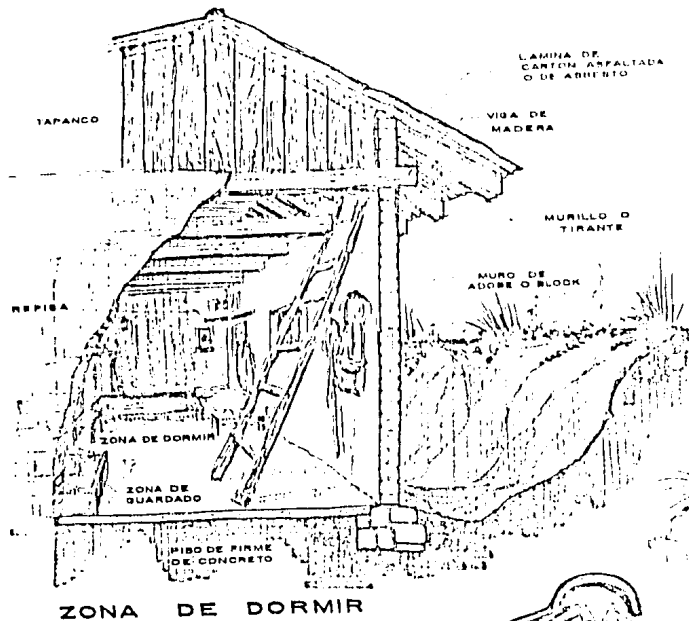 LAMINA DE
CARTON ASFALTADA
O DE ASBENTO
TAPANCO
VIGA DE
MADERA
MURILLO O
TIRANTE
MURO DE
ADOBE O BLOCK
REPISA
ZONA DE DORMIR
ZONA DE
GUARDADO
PISO DE FIRME
DE CONCRETO
ZONA DE DORMIR